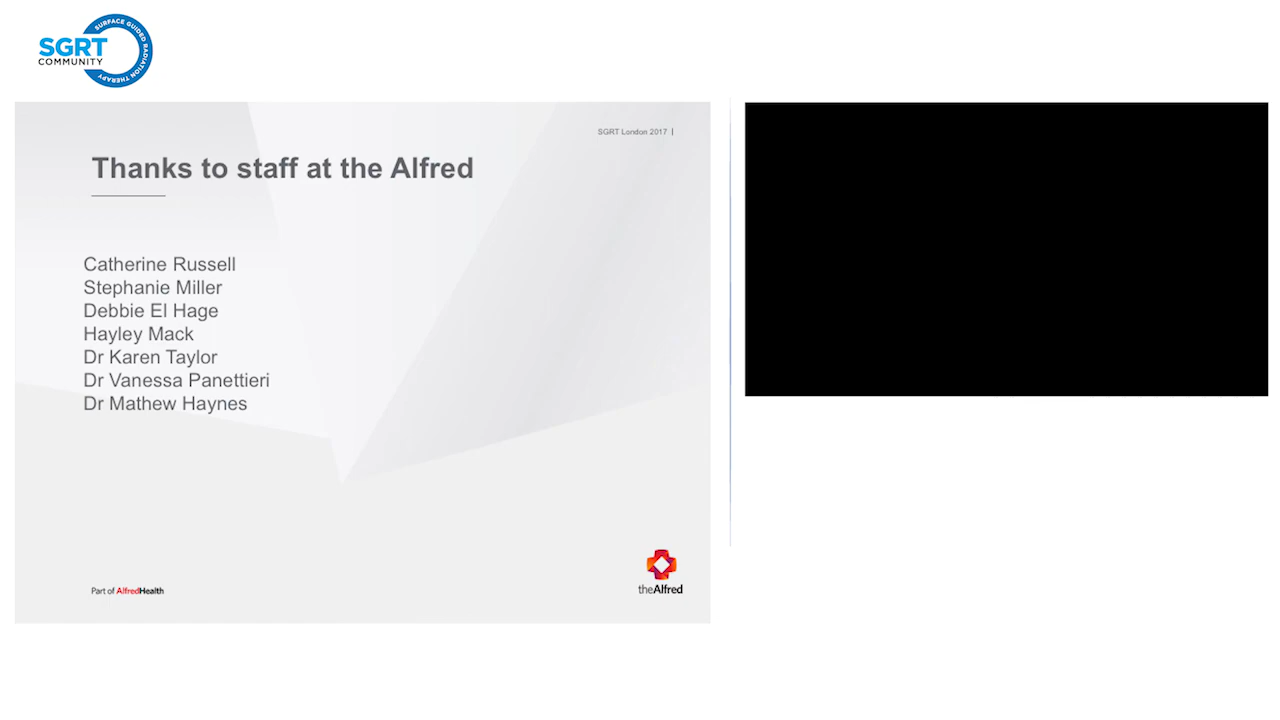 SURFACE GUIDED RADIATION THERAPY
SGRT
COMMUNITY
SGRT London 2017 |
Thanks to staff at the Alfred
Catherine Russell
Stephanie Miller
Debbie El Hage
Hayley Mack
Dr Karen Taylor
Dr Vanessa Panettieri
Dr Mathew Haynes
Part of AlfredHealth
theAlfred